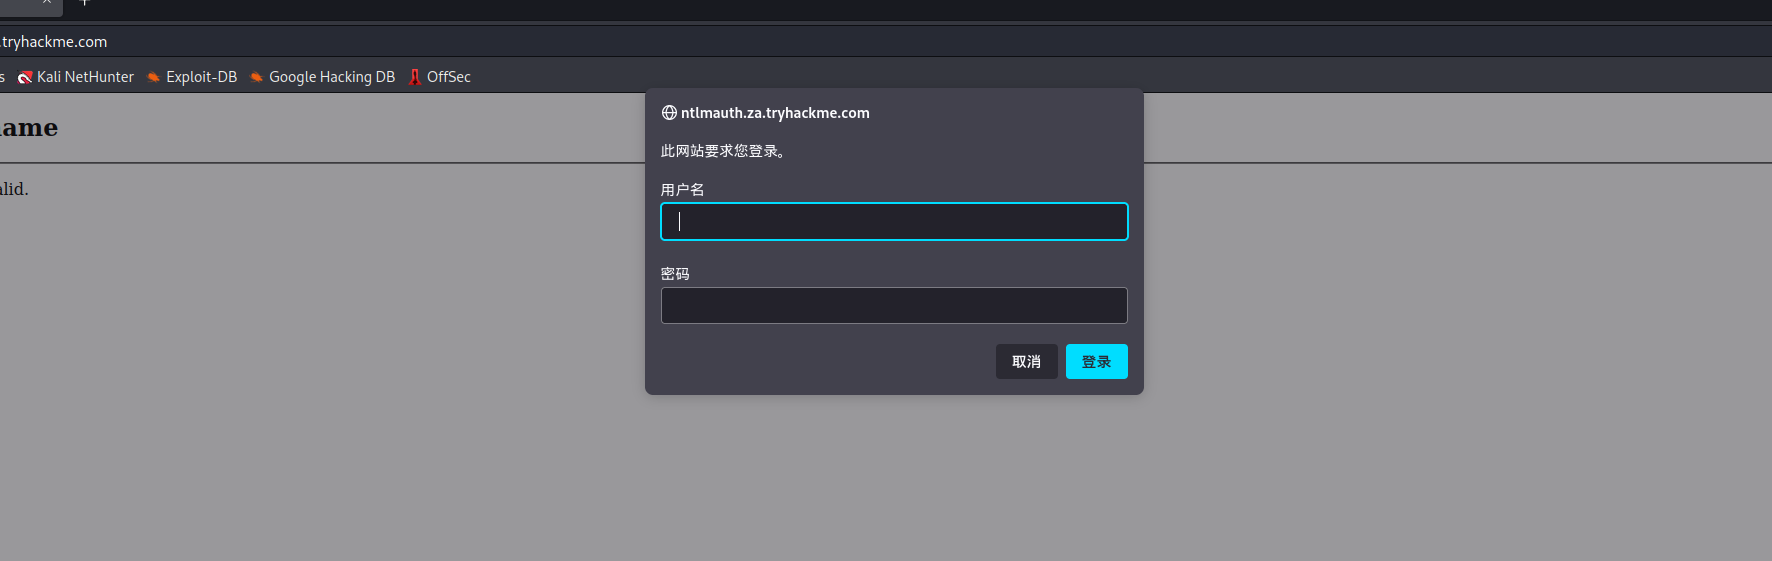 .tryhackme.com
s Kali NetHunter Exploit-DB Google Hacking DB OffSec
ntlmauth.za.tryhackme.com
ame
此网站要求您登录。
alid.
用户名
密码
取消 登录